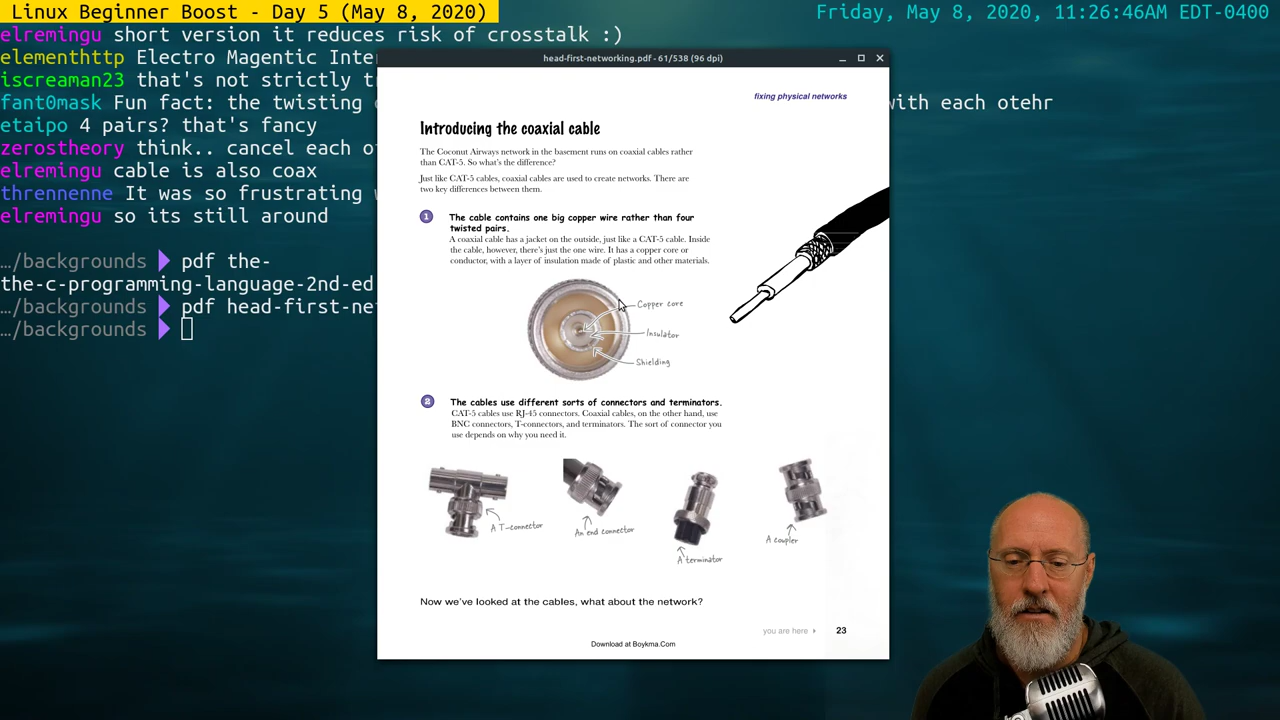 Linux Beginner Boost - Day 5 (May 8, 2020)
Friday, May 8, 2020, 11:26:46AM EDT-0400
elremingu short version it reduces risk of crosstalk :)
elementhttp Electro Magentic Inte
iscreaman23 that's not strictly t
fant0mask Fun fact: the twisting
with each otehr
etaipo 4 pairs? that's fancy
zerostheory think.. cancel each o
elremingu cable is also coax
thrennenne It was so frustrating
elremingu so its still around
…/backgrounds pdf the-
the-c-programming-language-2nd-ed
…/backgrounds pdf head-first-ne
…/backgrounds
head-first-networking.pdf - 61/538 (96 dpi)
fixing physical networks
Introducing the coaxial cable
The Coconut Airways network in the basement runs on coaxial cables rather
than CAT-5. So what's the difference?
Just like CAT-5 cables, coaxial cables are used to create networks. There are
two key differences between them.
1 The cable contains one big copper wire rather than four
twisted pairs.
A coaxial cable has a jacket on the outside, just like a CAT-5 cable. Inside
the cable, however, there's just the one wire. It has a copper core or
conductor, with a layer of insulation made of plastic and other materials.
Copper core
Insulator
Shielding
2 The cables use different sorts of connectors and terminators.
CAT-5 cables use RJ-45 connectors. Coaxial cables, on the other hand, use
BNC connectors, T-connectors, and terminators. The sort of connector you
use depends on why you need it.
A T-connector
An end connector
A terminator
A coupler
Now we've looked at the cables, what about the network?
you are here
23
Download at Boykma.Com